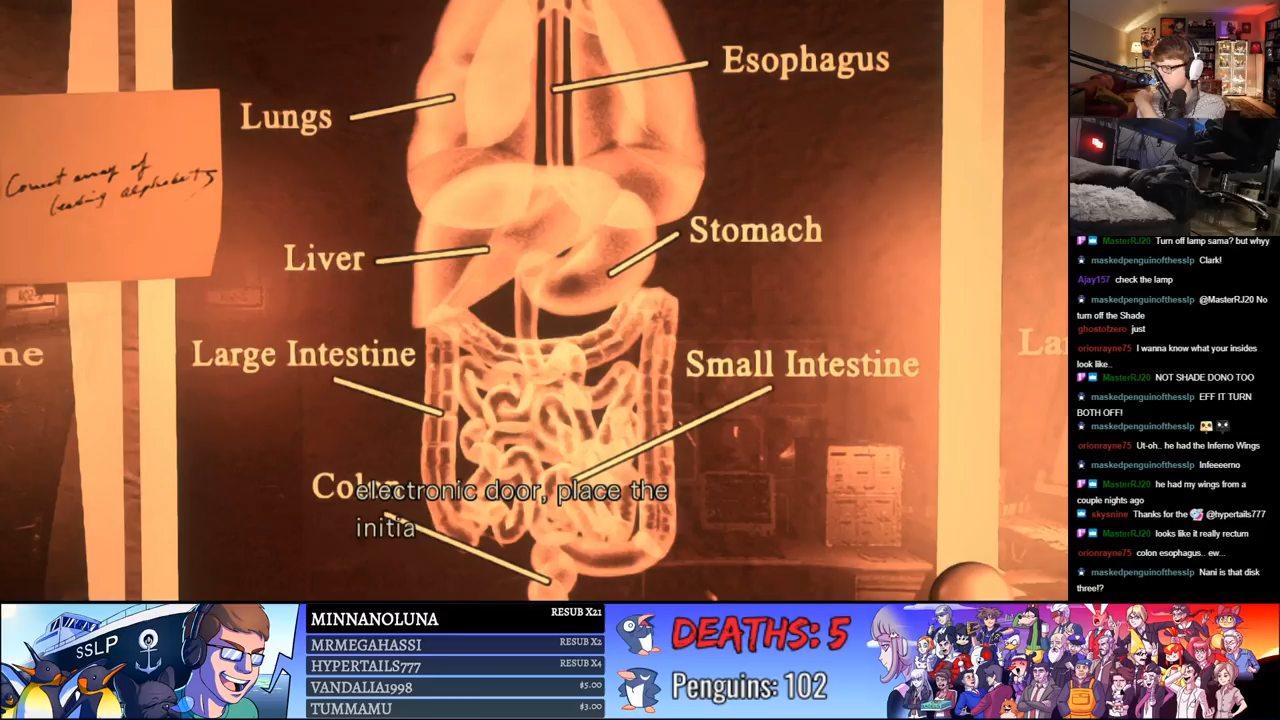 Esophagus
Lungs
Correct array of
leading alphabets
Stomach
Liver
ne
Large Intestine
Small Intestine
La
Colon
electronic door, place the
initia
MasterRJ20 Turn off lamp sama? but whyy
maskedpenguinofthesslp Clark!
Ajay157 check the lamp
maskedpenguinofthesslp @MasterRJ20 No
turn off the Shade
ghostofzero just
orionrayne75 I wanna know what your insides
look like..
MasterRJ20 NOT SHADE DONO TOO
maskedpenguinofthesslp EFF IT TURN
BOTH OFF!
maskedpenguinofthesslp
orionrayne75 Ut-oh.. he had the Inferno Wings
maskedpenguinofthesslp Infeeeerno
MasterRJ20 he had my wings from a
couple nights ago
skysnine Thanks for the @hypertails777
MasterRJ20 looks like it really rectum
orionrayne75 colon esophagus.. ew...
maskedpenguinofthesslp Nani is that disk
three!?
SSLP
MINNANOLUNA RESUB X21
MRMEGAHASSI RESUB X2
HYPERTAILS777 RESUB X4
VANDALIA1998 $5.00
TUMMAMU $3.00
DEATHS: 5
Penguins: 102